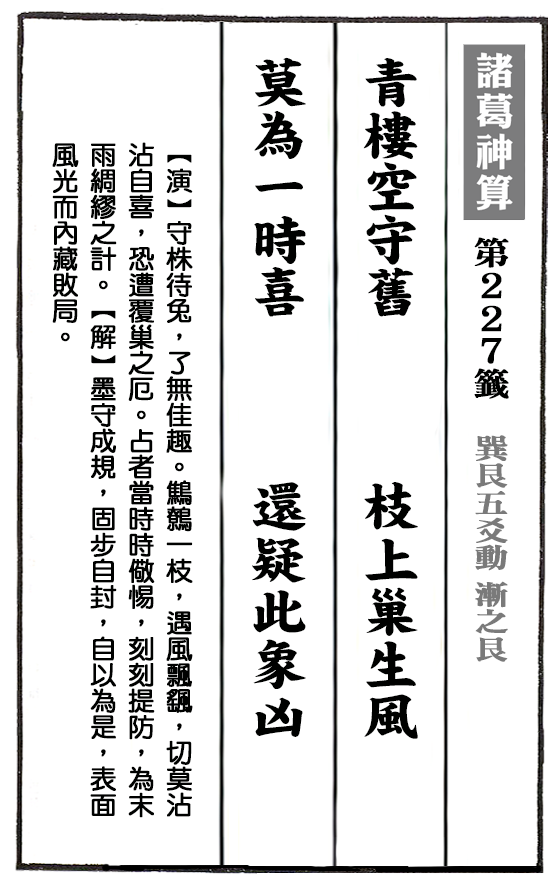 諸葛神算 第227籤 巽艮五爻動 漸之艮
青樓空守舊 枝上巢生風
莫為一時喜 還疑此象凶
【演】守株待兔,了無佳趣。鷦鷯一枝,遇風飄颻,切莫沾
沾自喜,恐遭覆巢之厄。占者當時時儆惕,刻刻提防,為未
雨綢繆之計。【解】墨守成規,固步自封,自以為是,表面
風光而內藏敗局。